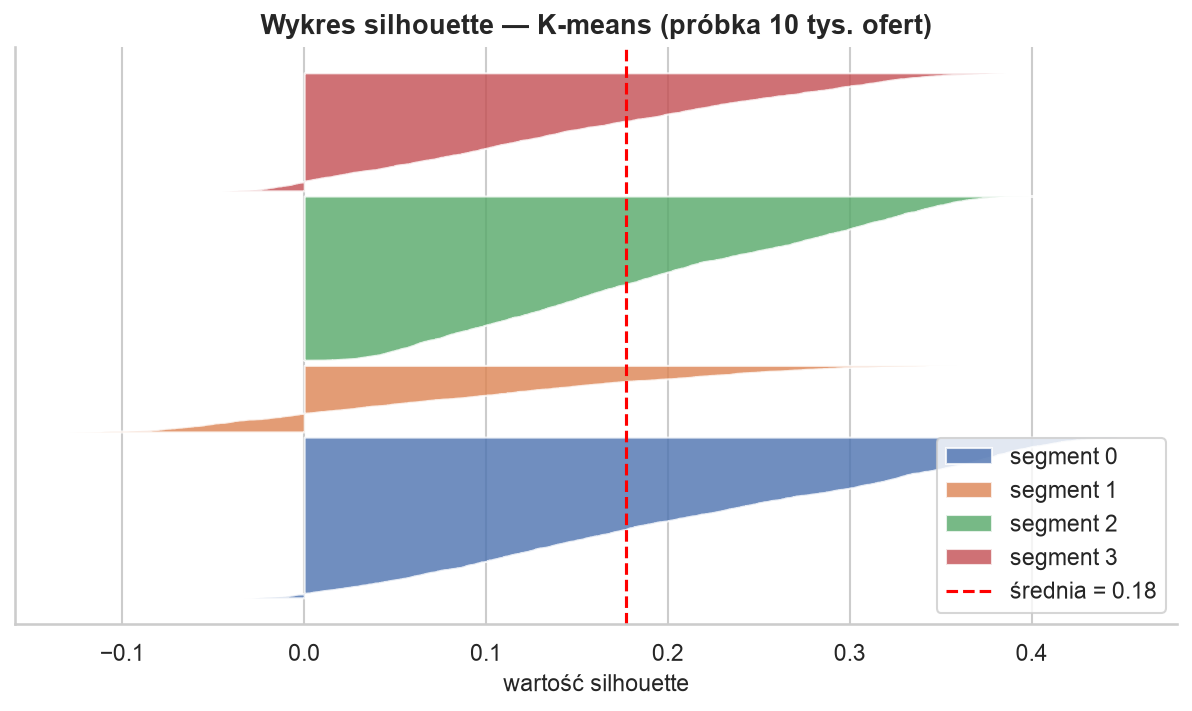 Wykres silhouette — K-means (próbka 10 tys. ofert)
segment 0
segment 1
segment 2
segment 3
średnia = 0.18
−0.1 0.0 0.1 0.2 0.3 0.4
wartość silhouette